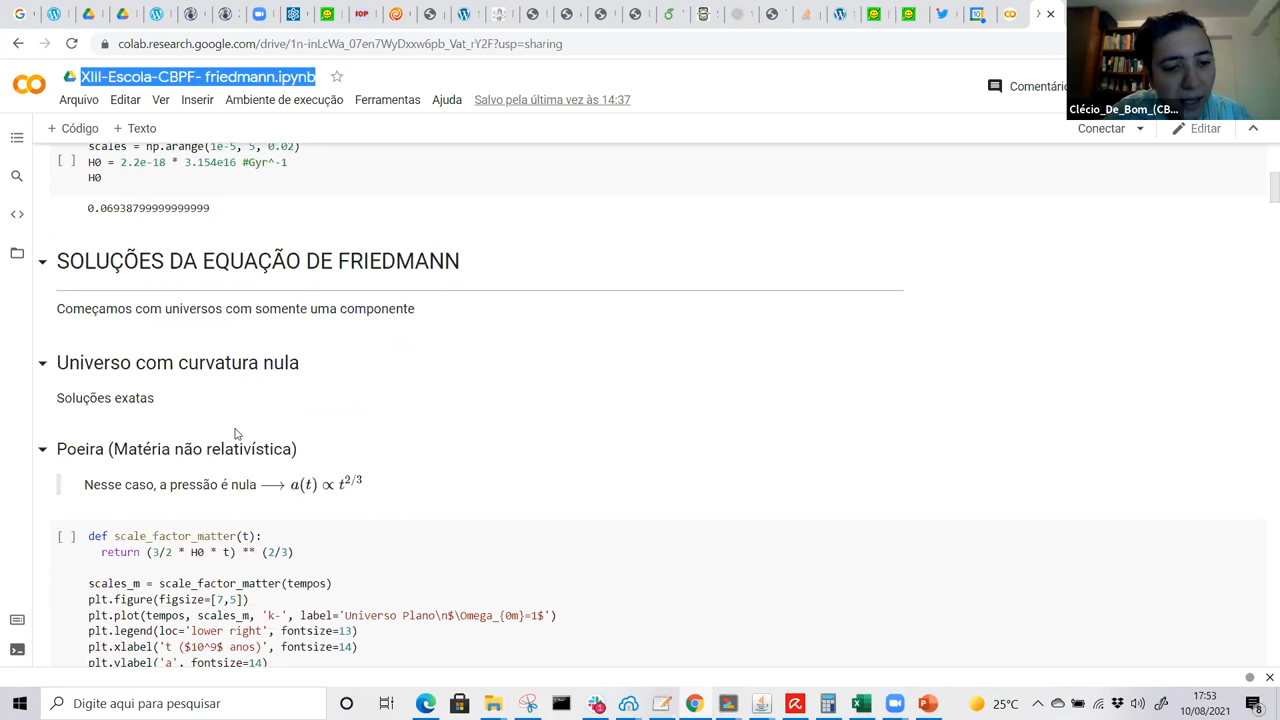 IOP
10
colab.research.google.com/drive/1n-inLcWa_07en7WyDxxw6pb_Vat_rY2F?usp=sharing
XIII-Escola-CBPF- friedmann.ipynb
Arquivo Editar Ver Inserir Ambiente de execução Ferramentas Ajuda Salvo pela última vez às 14:37
Comentário
Clécio_De_Bom_(CB...
+ Código + Texto
Conectar Editar
scales = np.arange(1e-5, 5, 0.02)
[ ] H0 = 2.2e-18 * 3.154e16 #Gyr^-1
H0
0.06938799999999999
SOLUÇÕES DA EQUAÇÃO DE FRIEDMANN
Começamos com universos com somente uma componente
Universo com curvatura nula
Soluções exatas
Poeira (Matéria não relativística)
Nesse caso, a pressão é nula ⟶ a(t) ∝ t^{2/3}
[ ] def scale_factor_matter(t):
return (3/2 * H0 * t) ** (2/3)
scales_m = scale_factor_matter(tempos)
plt.figure(figsize=[7,5])
plt.plot(tempos, scales_m, 'k-', label='Universo Plano\n$\Omega_{0m}=1$')
plt.legend(loc='lower right', fontsize=13)
plt.xlabel('t ($10^9$ anos)', fontsize=14)
plt.ylabel('a', fontsize=14)
Digite aqui para pesquisar
25°C
17:53
10/08/2021
8